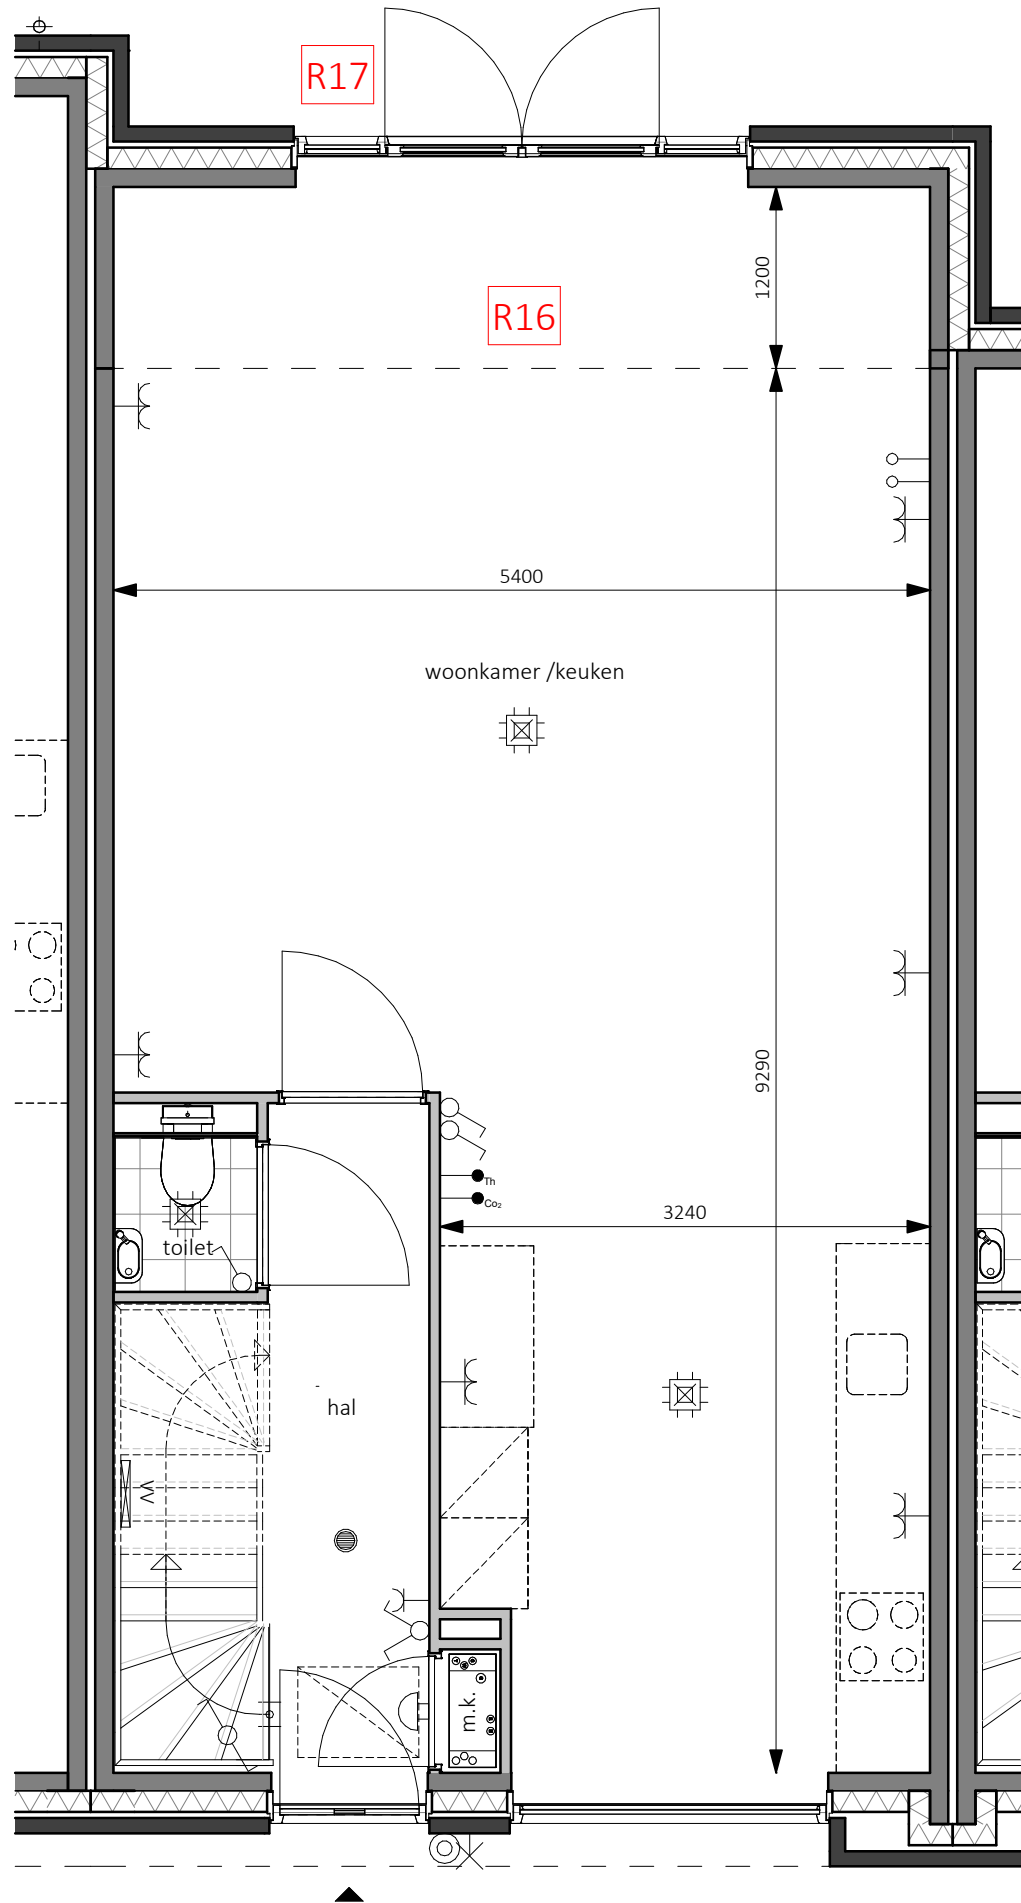 R17
1200
R16
5400
woonkamer /keuken
9290
Th
Co₂
3240
toilet
hal
m.k.